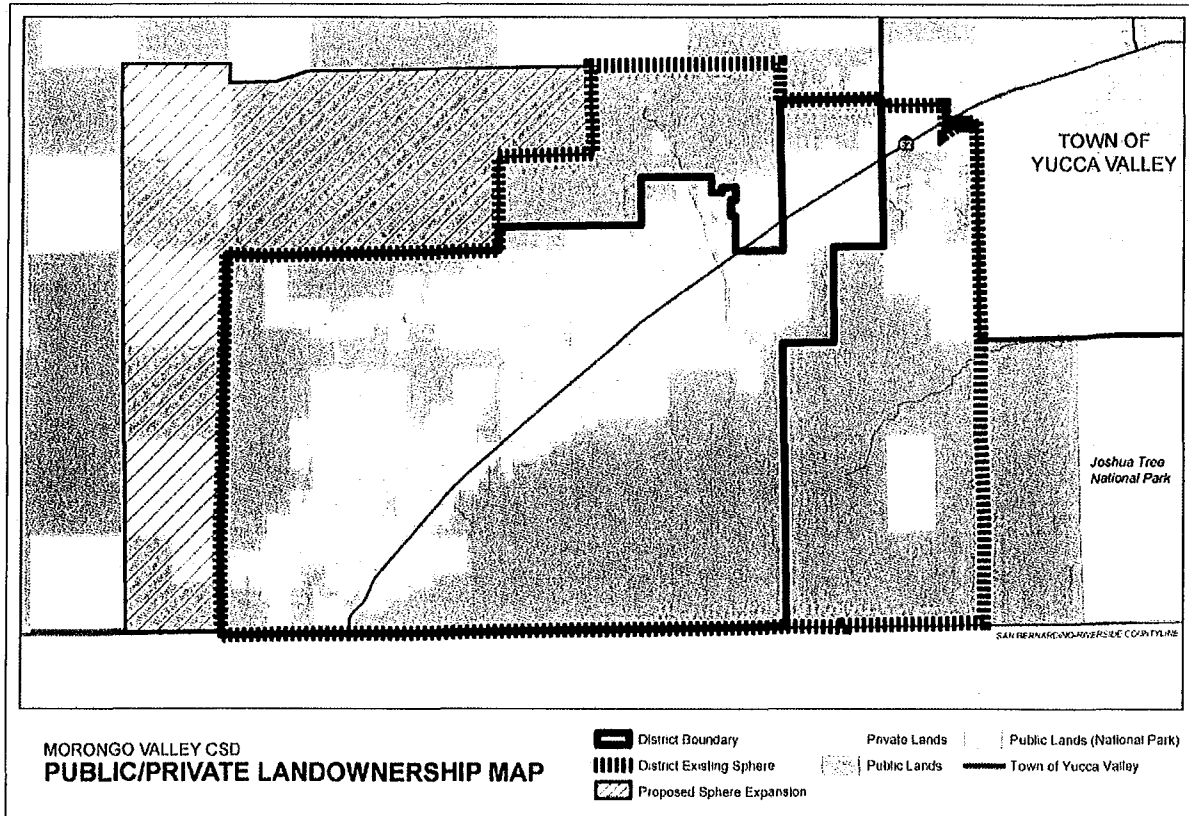 TOWN OF
YUCCA VALLEY
62
Joshua Tree
National Park
SAN BERNARDINO-RIVERSIDE COUNTY LINE
MORONGO VALLEY CSD
PUBLIC/PRIVATE LANDOWNERSHIP MAP
District Boundary
District Existing Sphere
Proposed Sphere Expansion
Private Lands
Public Lands
Public Lands (National Park)
Town of Yucca Valley